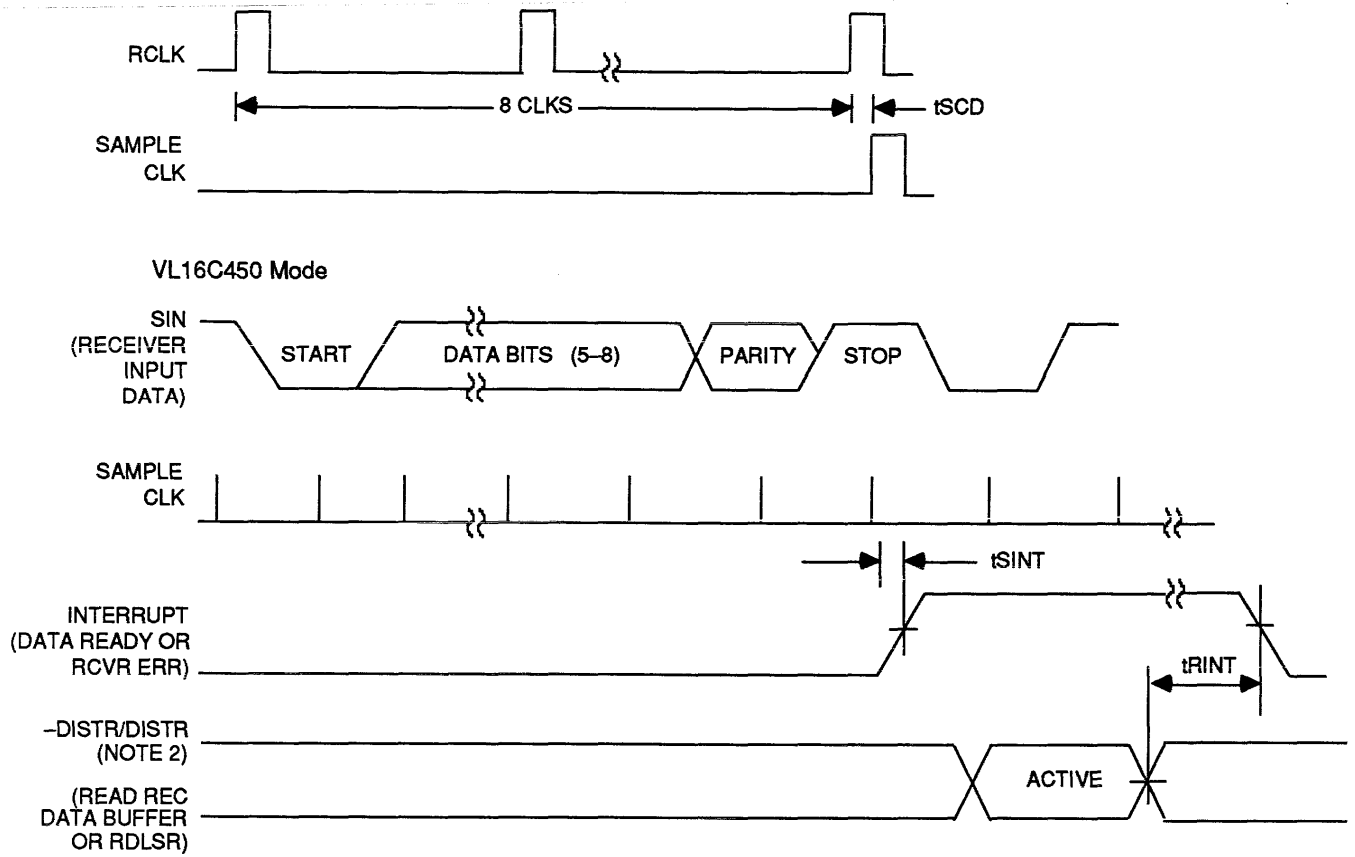 RCLK
8 CLKS
tSCD
SAMPLE
CLK
VL16C450 Mode
SIN
(RECEIVER
INPUT
DATA)
START
DATA BITS (5–8)
PARITY
STOP
SAMPLE
CLK
tSINT
INTERRUPT
(DATA READY OR
RCVR ERR)
tRINT
–DISTR/DISTR
(NOTE 2)
ACTIVE
(READ REC
DATA BUFFER
OR RDLSR)